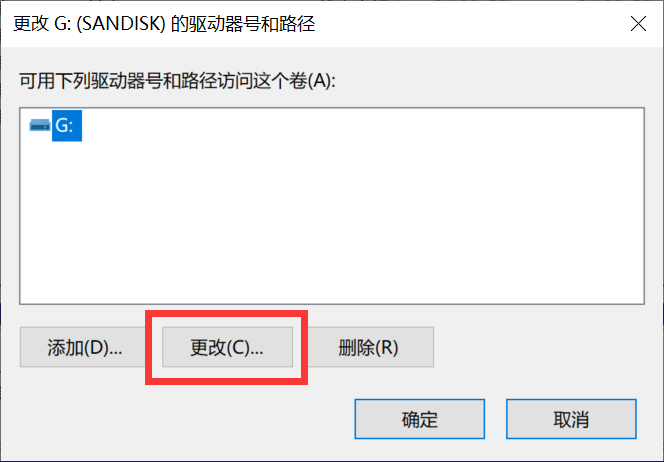 更改 G: (SANDISK) 的驱动器号和路径
可用下列驱动器号和路径访问这个卷(A):
G:
添加(D)... 更改(C)... 删除(R)
确定 取消